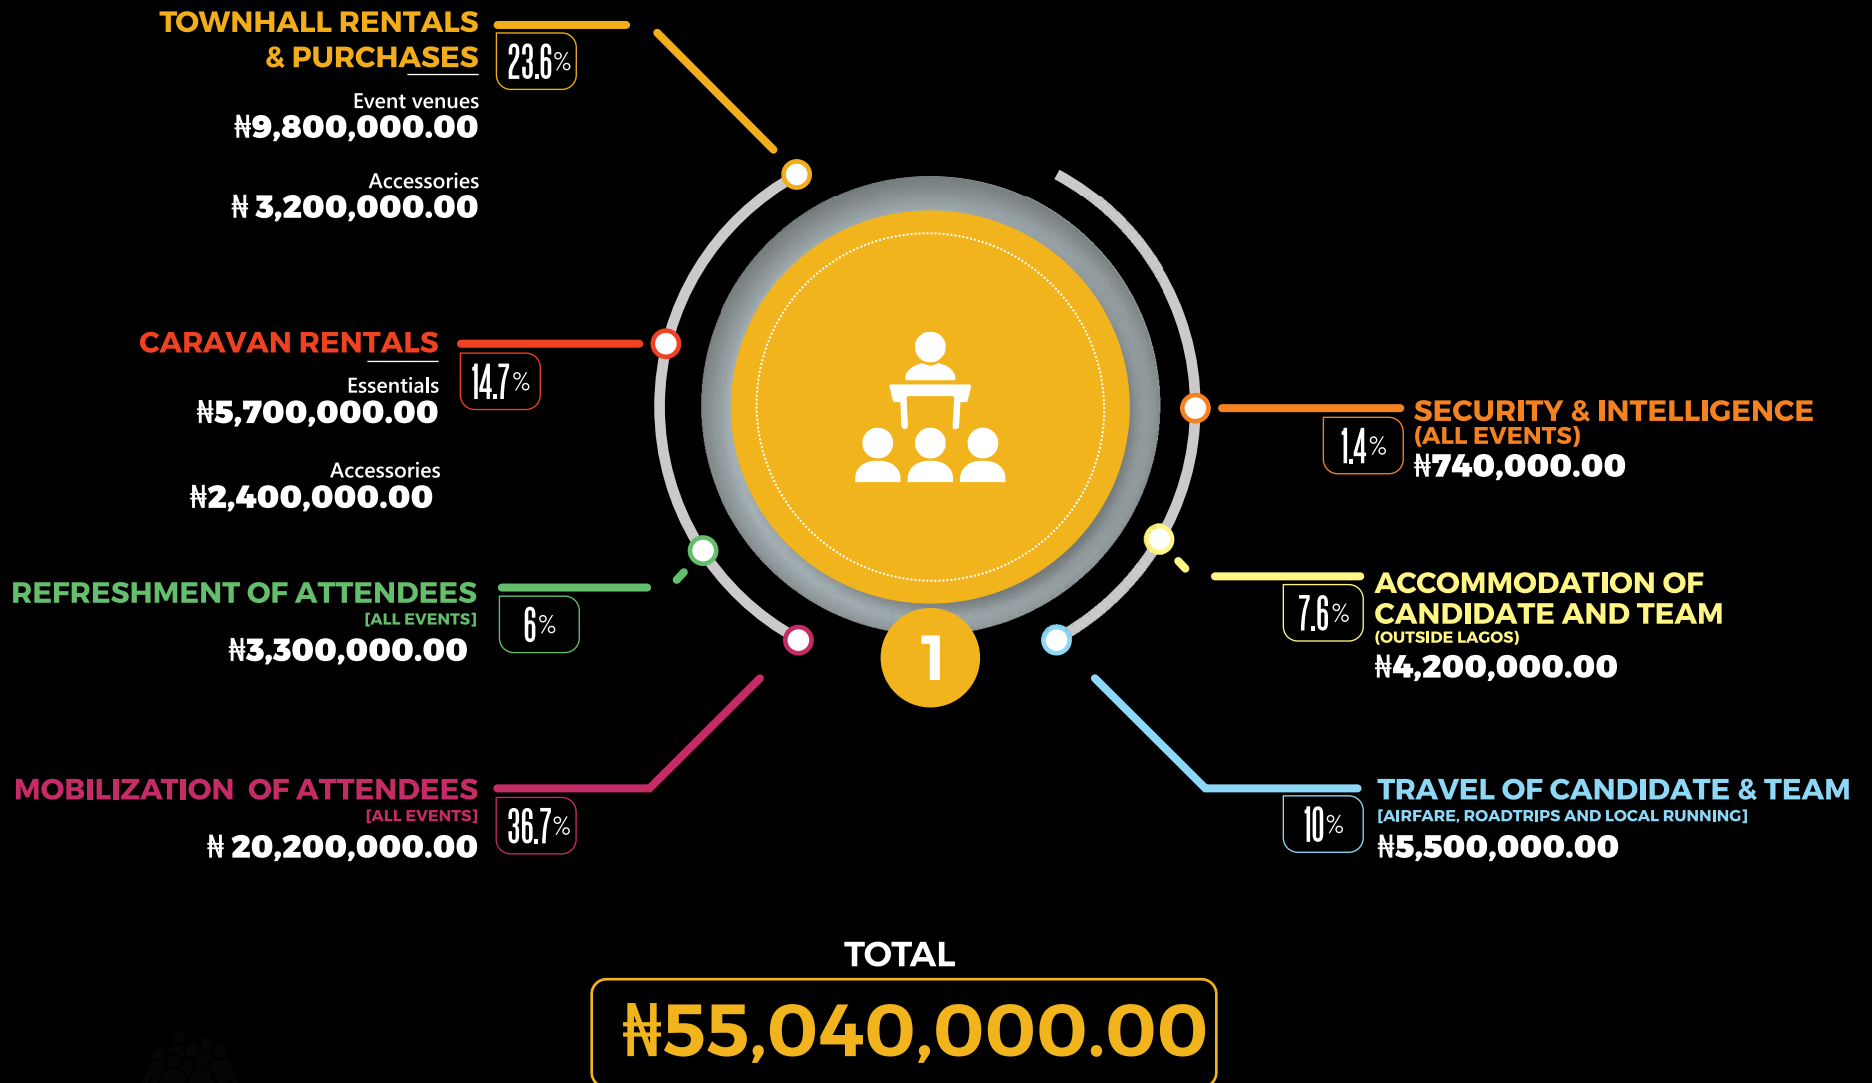 TOWNHALL RENTALS
& PURCHASES
23.6%
Event venues
₦9,800,000.00
Accessories
₦ 3,200,000.00
CARAVAN RENTALS
14.7%
Essentials
₦5,700,000.00
Accessories
₦2,400,000.00
REFRESHMENT OF ATTENDEES
[ALL EVENTS]
6%
₦3,300,000.00
MOBILIZATION OF ATTENDEES
[ALL EVENTS]
36.7%
₦ 20,200,000.00
1
SECURITY & INTELLIGENCE
(ALL EVENTS)
1.4%
₦740,000.00
ACCOMMODATION OF
CANDIDATE AND TEAM
(OUTSIDE LAGOS)
7.6%
₦4,200,000.00
TRAVEL OF CANDIDATE & TEAM
[AIRFARE, ROADTRIPS AND LOCAL RUNNING]
10%
₦5,500,000.00
TOTAL
₦55,040,000.00